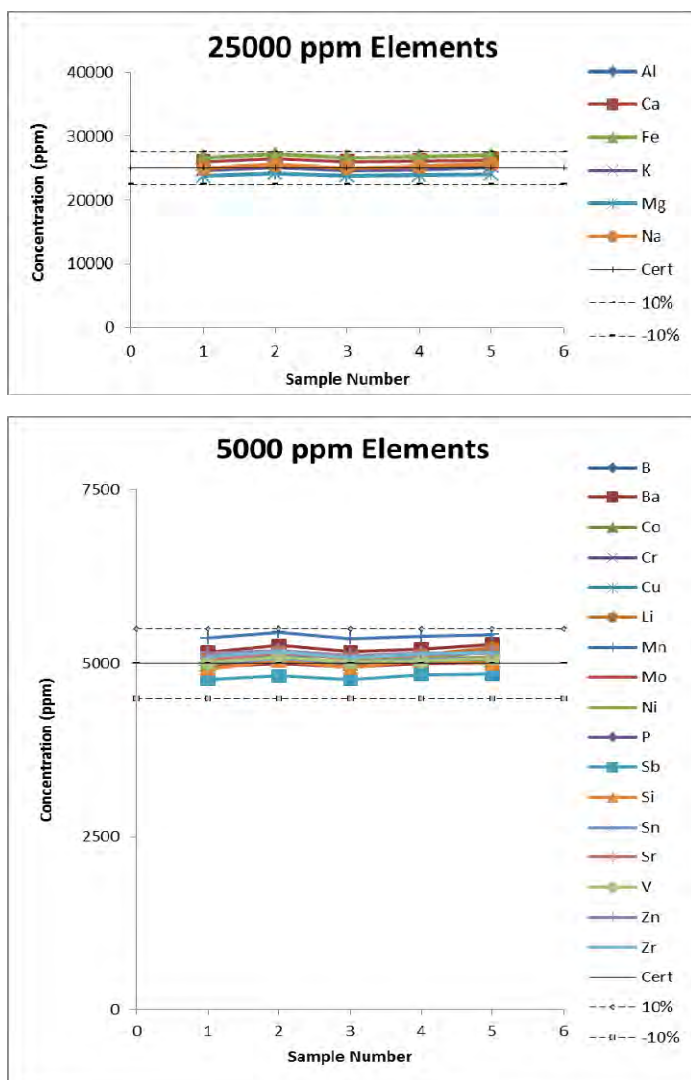 25000 ppm Elements
Concentration (ppm)
40000
30000
20000
10000
0
0 1 2 3 4 5 6
Sample Number
Al
Ca
Fe
K
Mg
Na
Cert
10%
-10%
5000 ppm Elements
Concentration (ppm)
7500
5000
2500
0
0 1 2 3 4 5 6
Sample Number
B
Ba
Co
Cr
Cu
Li
Mn
Mo
Ni
P
Sb
Si
Sn
Sr
V
Zn
Zr
Cert
10%
-10%